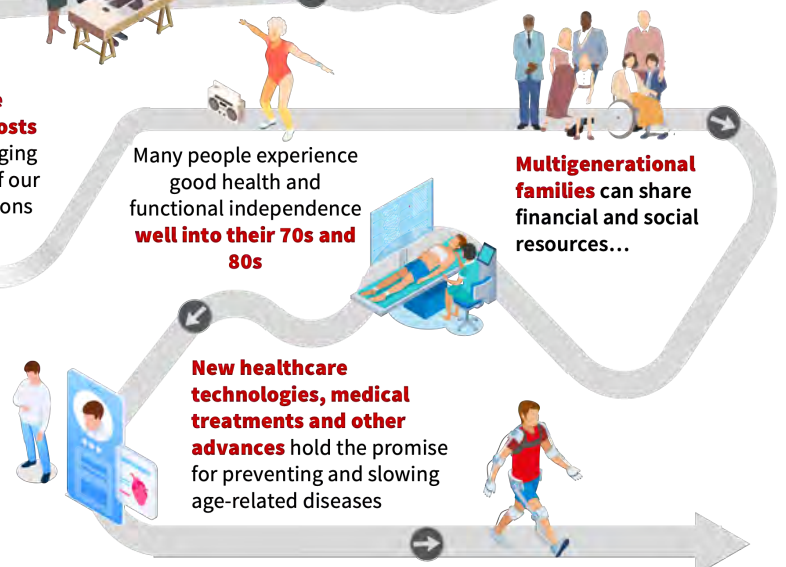 e
osts
ging
f our
ons
Many people experience
good health and
functional independence
well into their 70s and
80s
Multigenerational
families can share
financial and social
resources…
New healthcare
technologies, medical
treatments and other
advances hold the promise
for preventing and slowing
age-related diseases